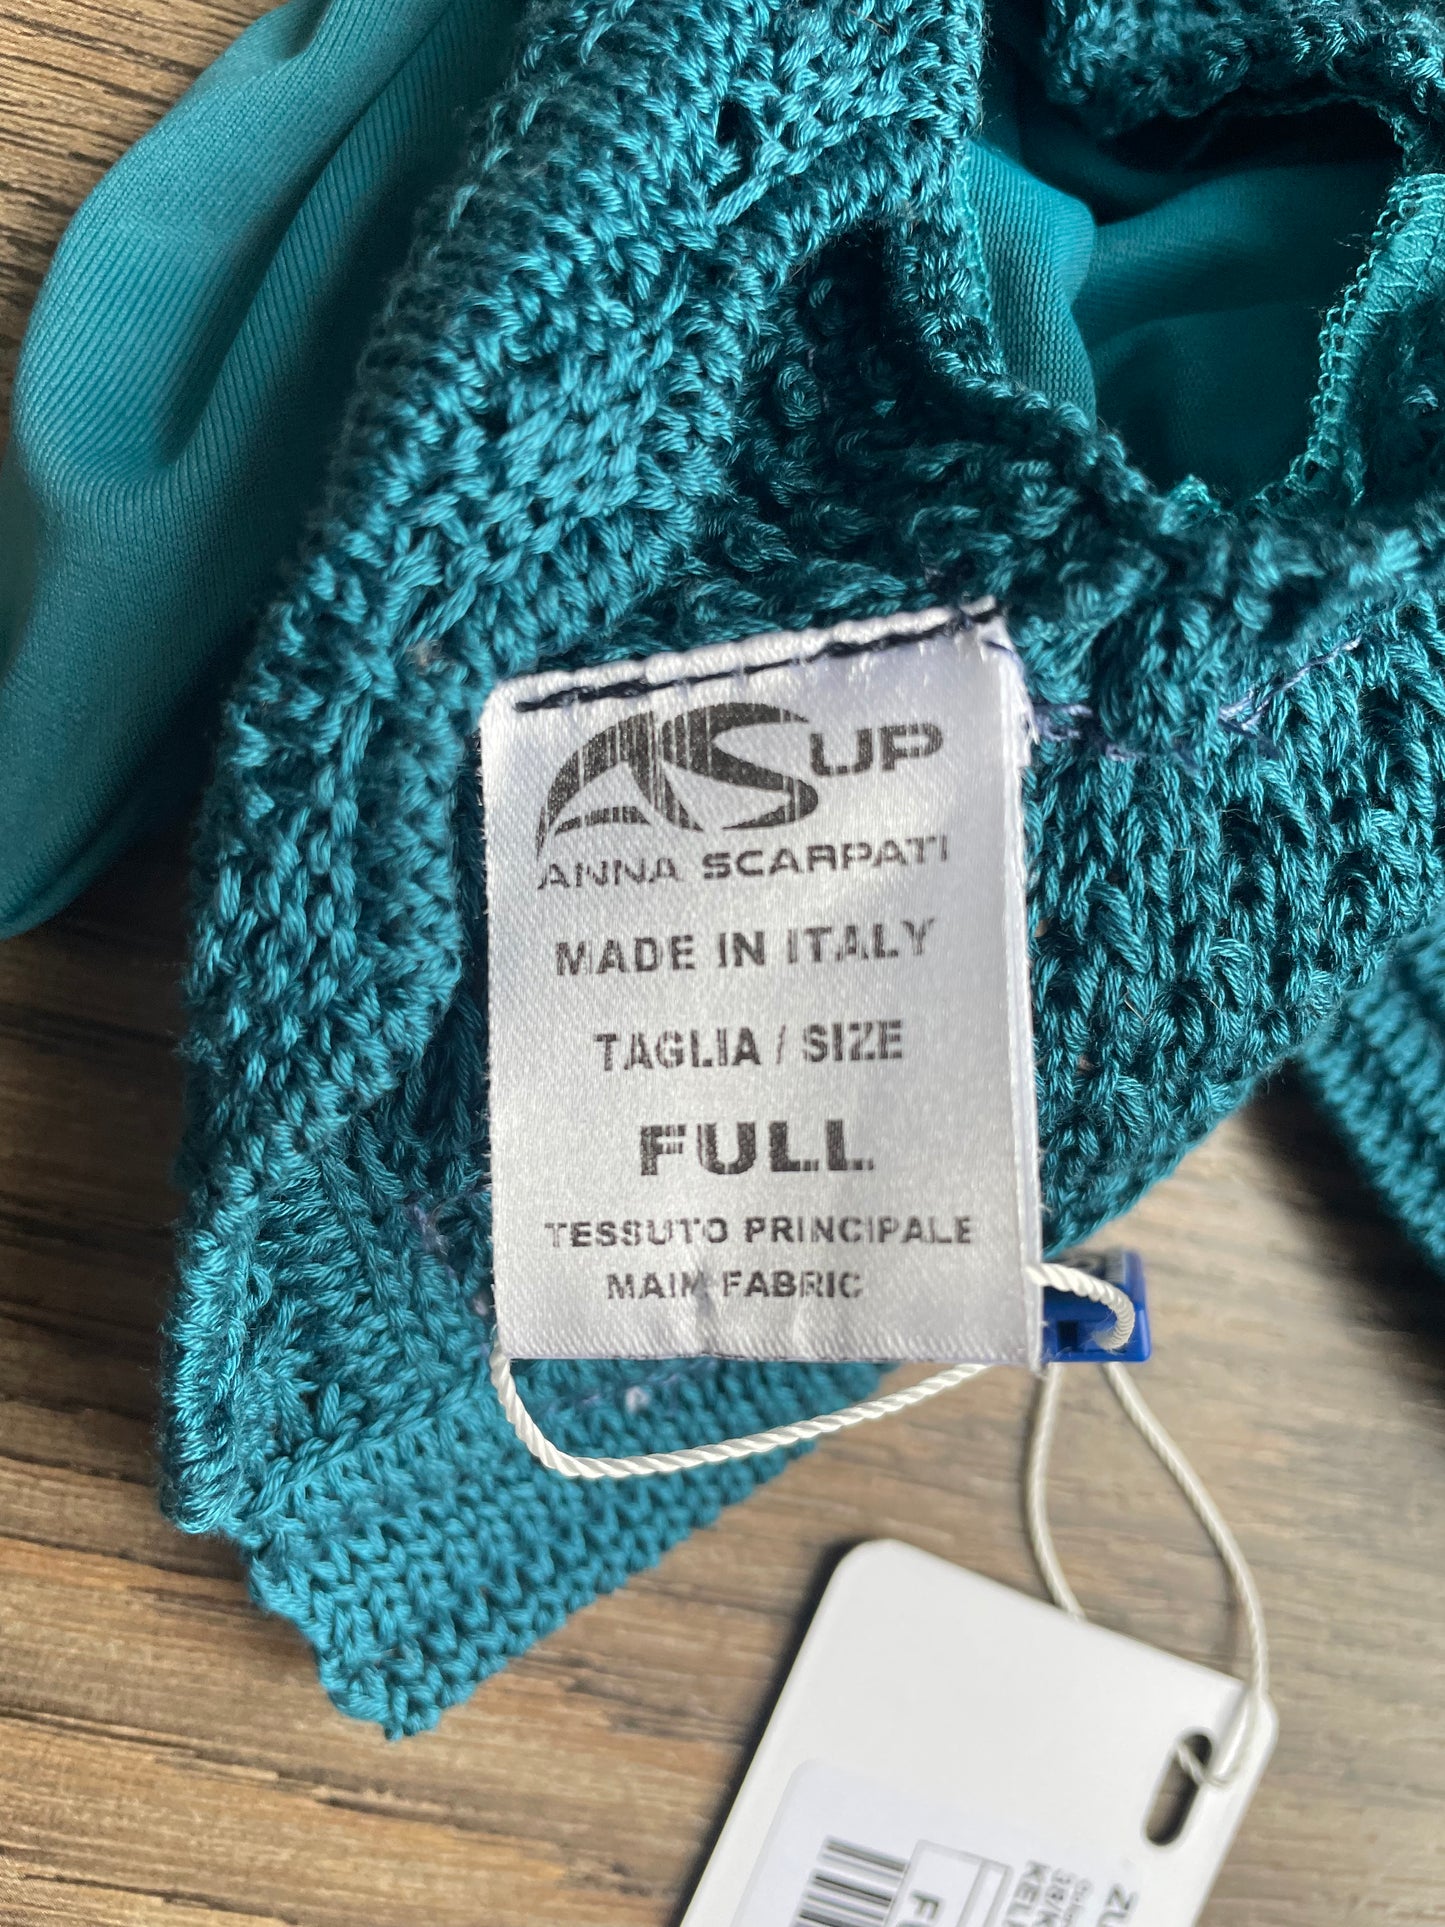 AS UP
ANNA SCARPATI
MADE IN ITALY
TAGLIA / SIZE
FULL
TESSUTO PRINCIPALE
MAIN FABRIC